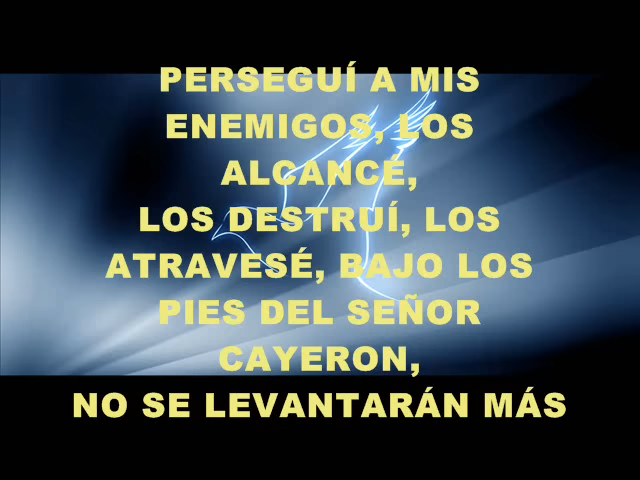 PERSEGUÍ A MIS
ENEMIGOS, LOS
ALCANCÉ,
LOS DESTRUÍ, LOS
ATRAVESÉ, BAJO LOS
PIES DEL SEÑOR
CAYERON,
NO SE LEVANTARÁN MÁS